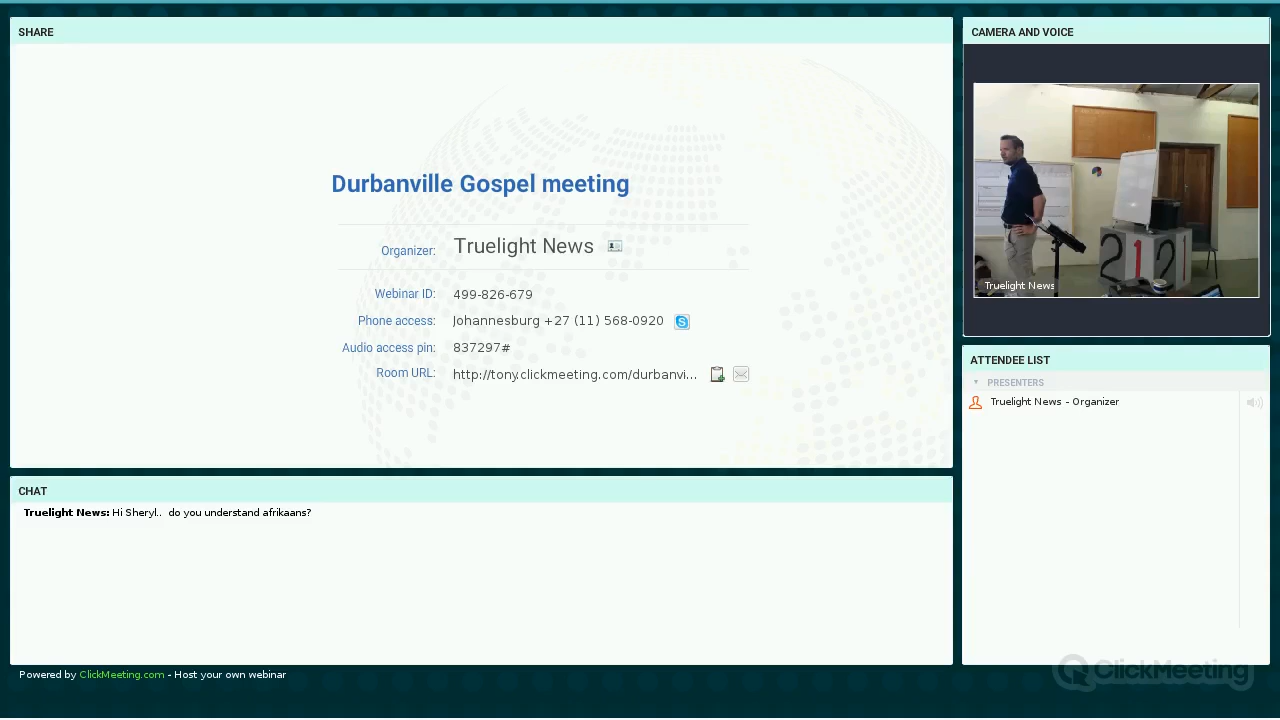 SHARE
Durbanville Gospel meeting
Organizer: Truelight News
Webinar ID: 499-826-679
Phone access: Johannesburg +27 (11) 568-0920
Audio access pin: 837297#
Room URL: http://tony.clickmeeting.com/durbanvi...
CAMERA AND VOICE
2121
Truelight News
ATTENDEE LIST
PRESENTERS
Truelight News - Organizer
CHAT
Truelight News: Hi Sheryl.. do you understand afrikaans?
Powered by ClickMeeting.com - Host your own webinar
ClickMeeting